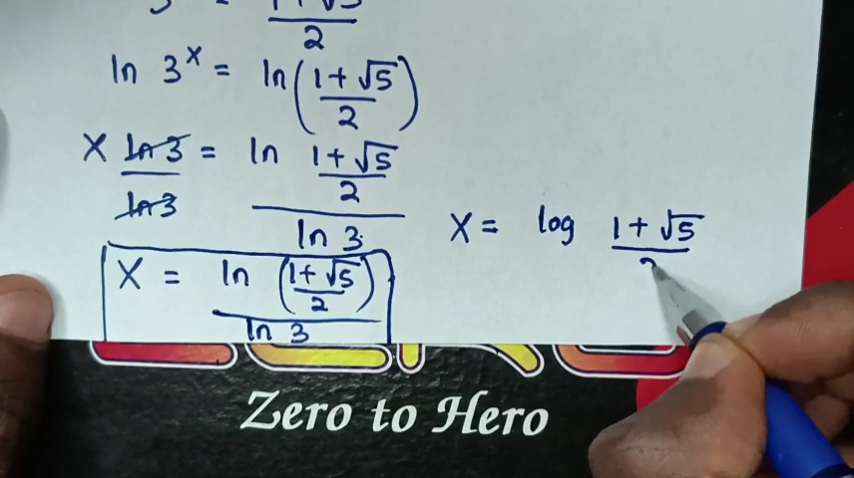 ln 3^x = ln(1+√5/2)
x ln 3 / ln 3 = ln 1+√5/2 / ln 3
x = ln (1+√5/2) / ln 3
x = log 1+√5
Zero to Hero